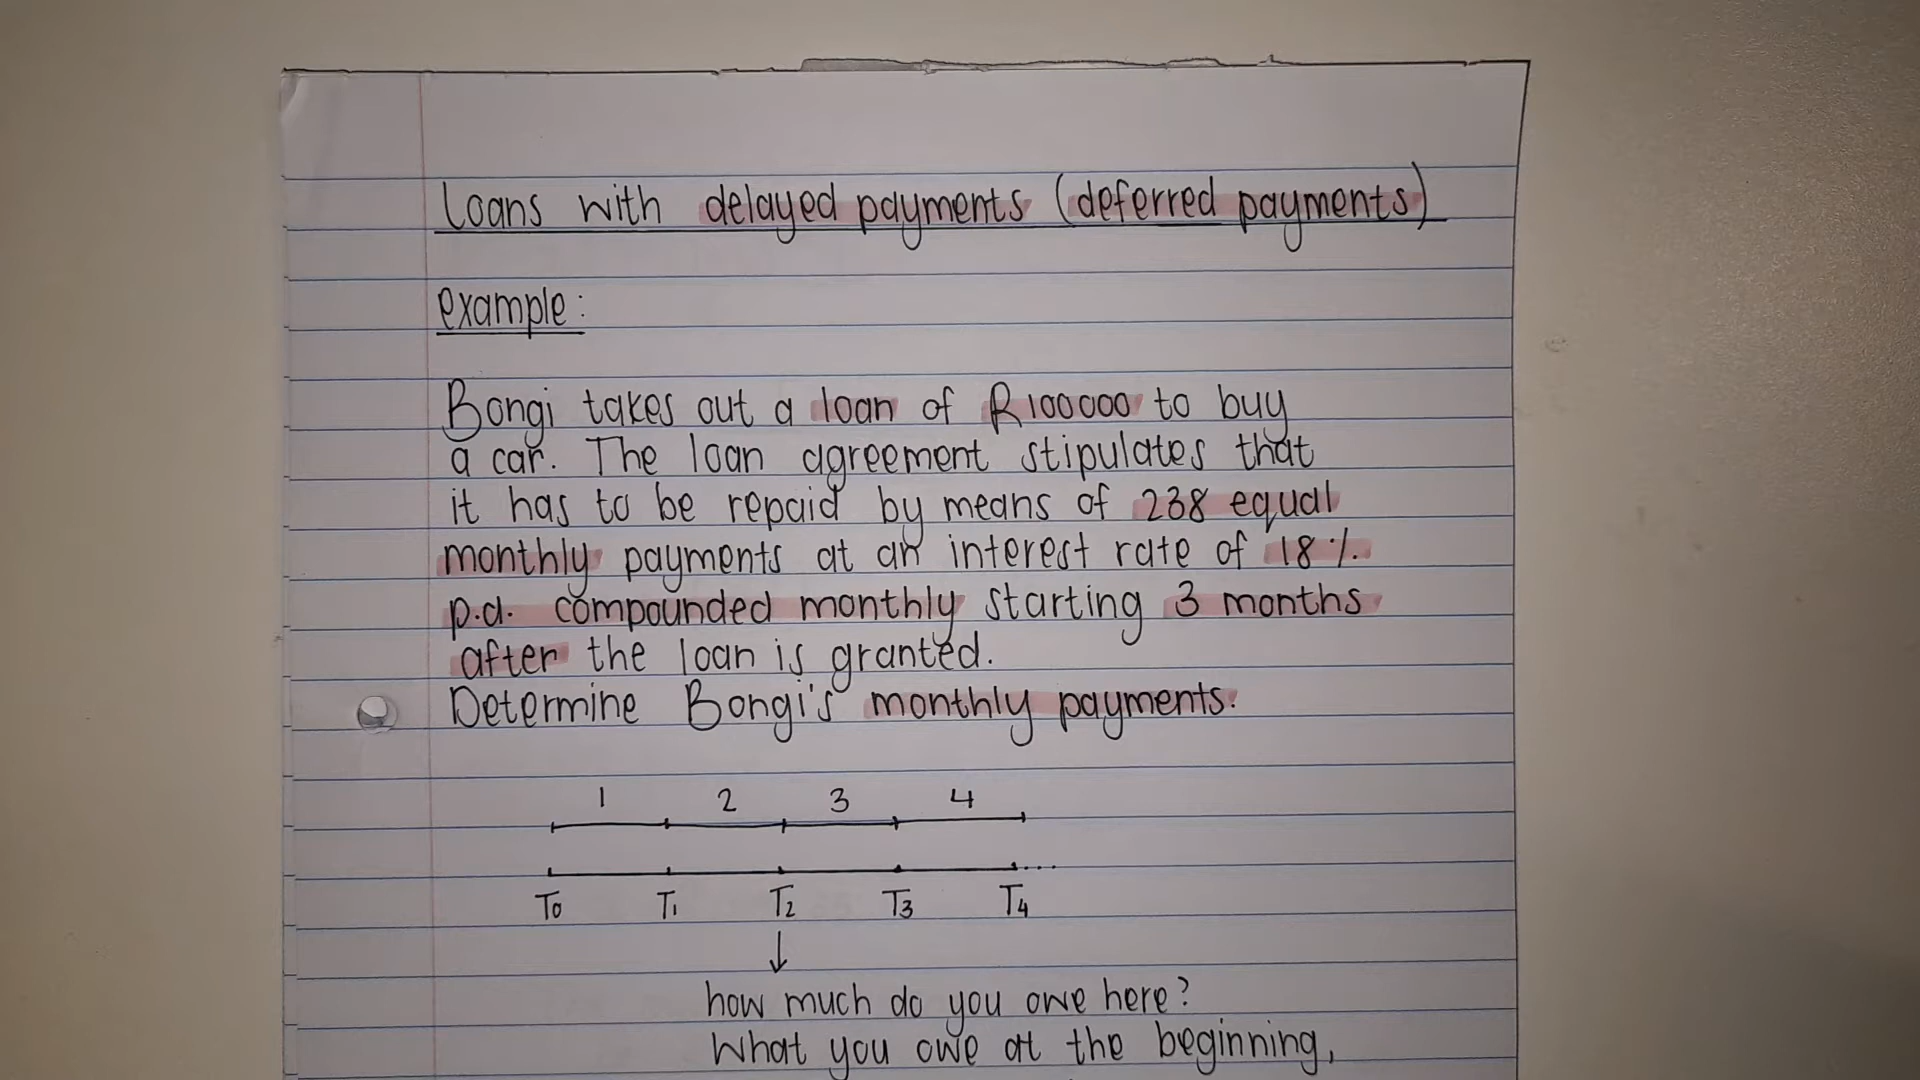 Loans with delayed payments (deferred payments)
example:
Bongi takes out a loan of R100000 to buy
a car. The loan agreement stipulates that
it has to be repaid by means of 238 equal
monthly payments at an interest rate of 18%
p.a. compounded monthly starting 3 months
after the loan is granted.
Determine Bongi's monthly payments.
1 2 3 4
T0 T1 T2 T3 T4
how much do you owe here?
What you owe at the beginning,